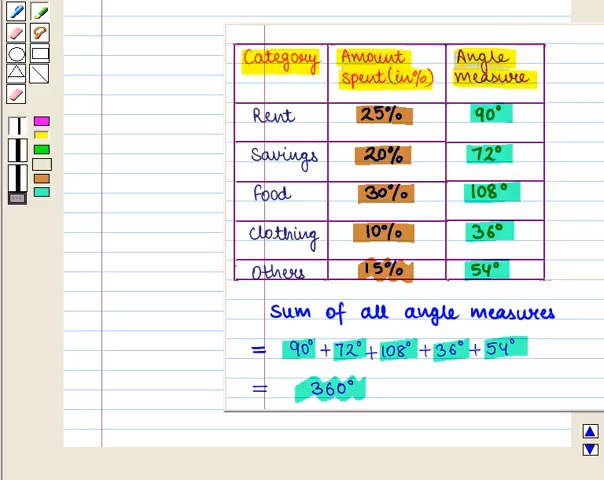 Category Amount spent (in %) Angle measure
Rent 25% 90°
Savings 20% 72°
Food 30% 108°
Clothing 10% 36°
Others 15% 54°
Sum of all angle measures
= 90° + 72° + 108° + 36° + 54°
= 360°